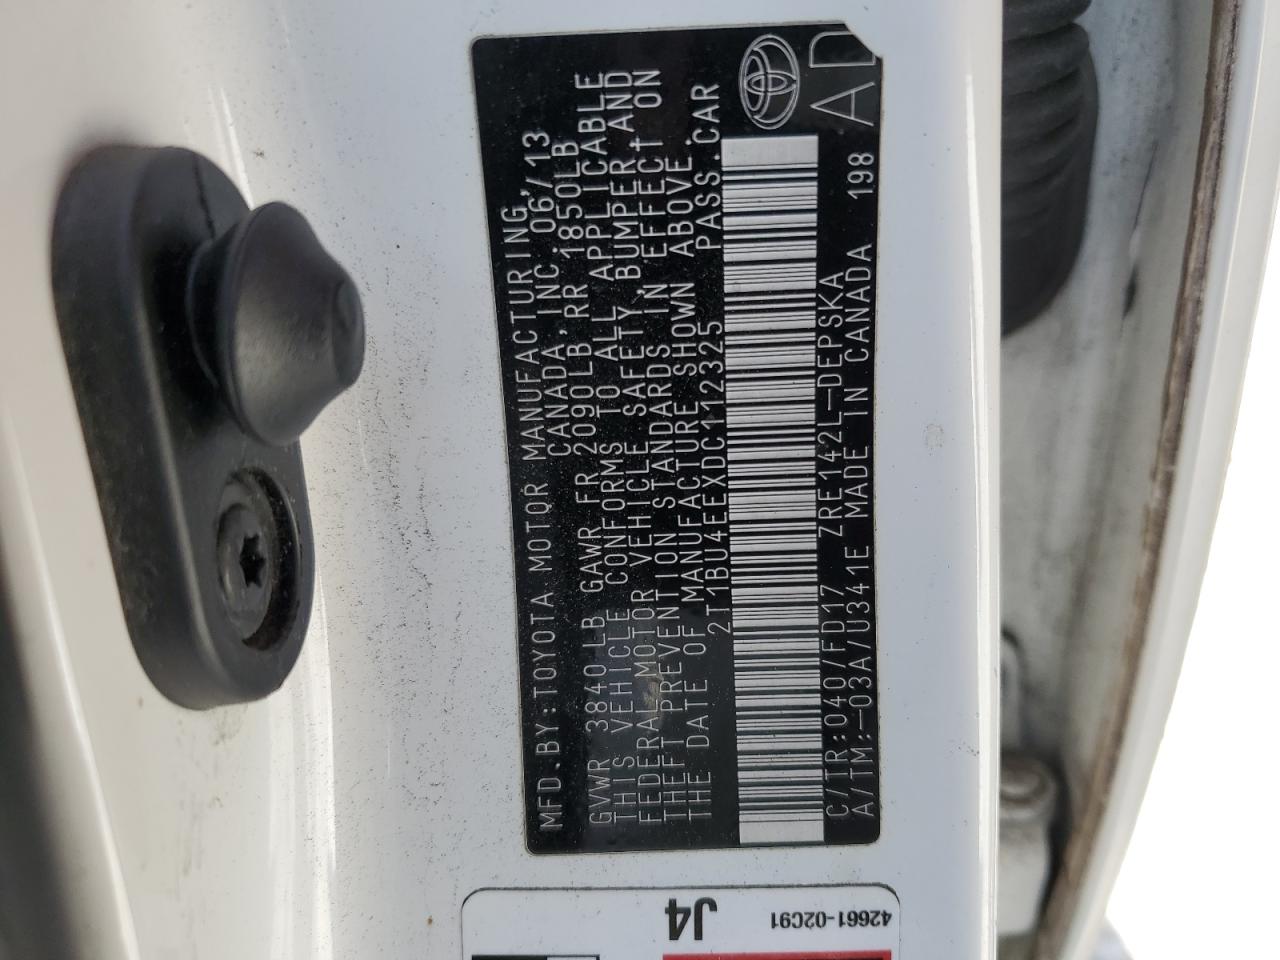 MFD.BY:TOYOTA MOTOR MANUFACTURING,
CANADA,INC. 06/13
GVWR 3840 LB GAWR FR 2090LB,RR 1850LB
THIS VEHICLE CONFORMS TO ALL APPLICABLE
FEDERAL MOTOR VEHICLE SAFETY,BUMPER,AND
THEFT PREVENTION STANDARDS IN EFFECT ON
THE DATE OF MANUFACTURE SHOWN ABOVE.
2T1BU4EEXDC112325 PASS.CAR
C/TR:040/FD17 ZRE142L-DEPSKA 198
A/TM:-03A/U341E MADE IN CANADA AD
J4
42661-02C91